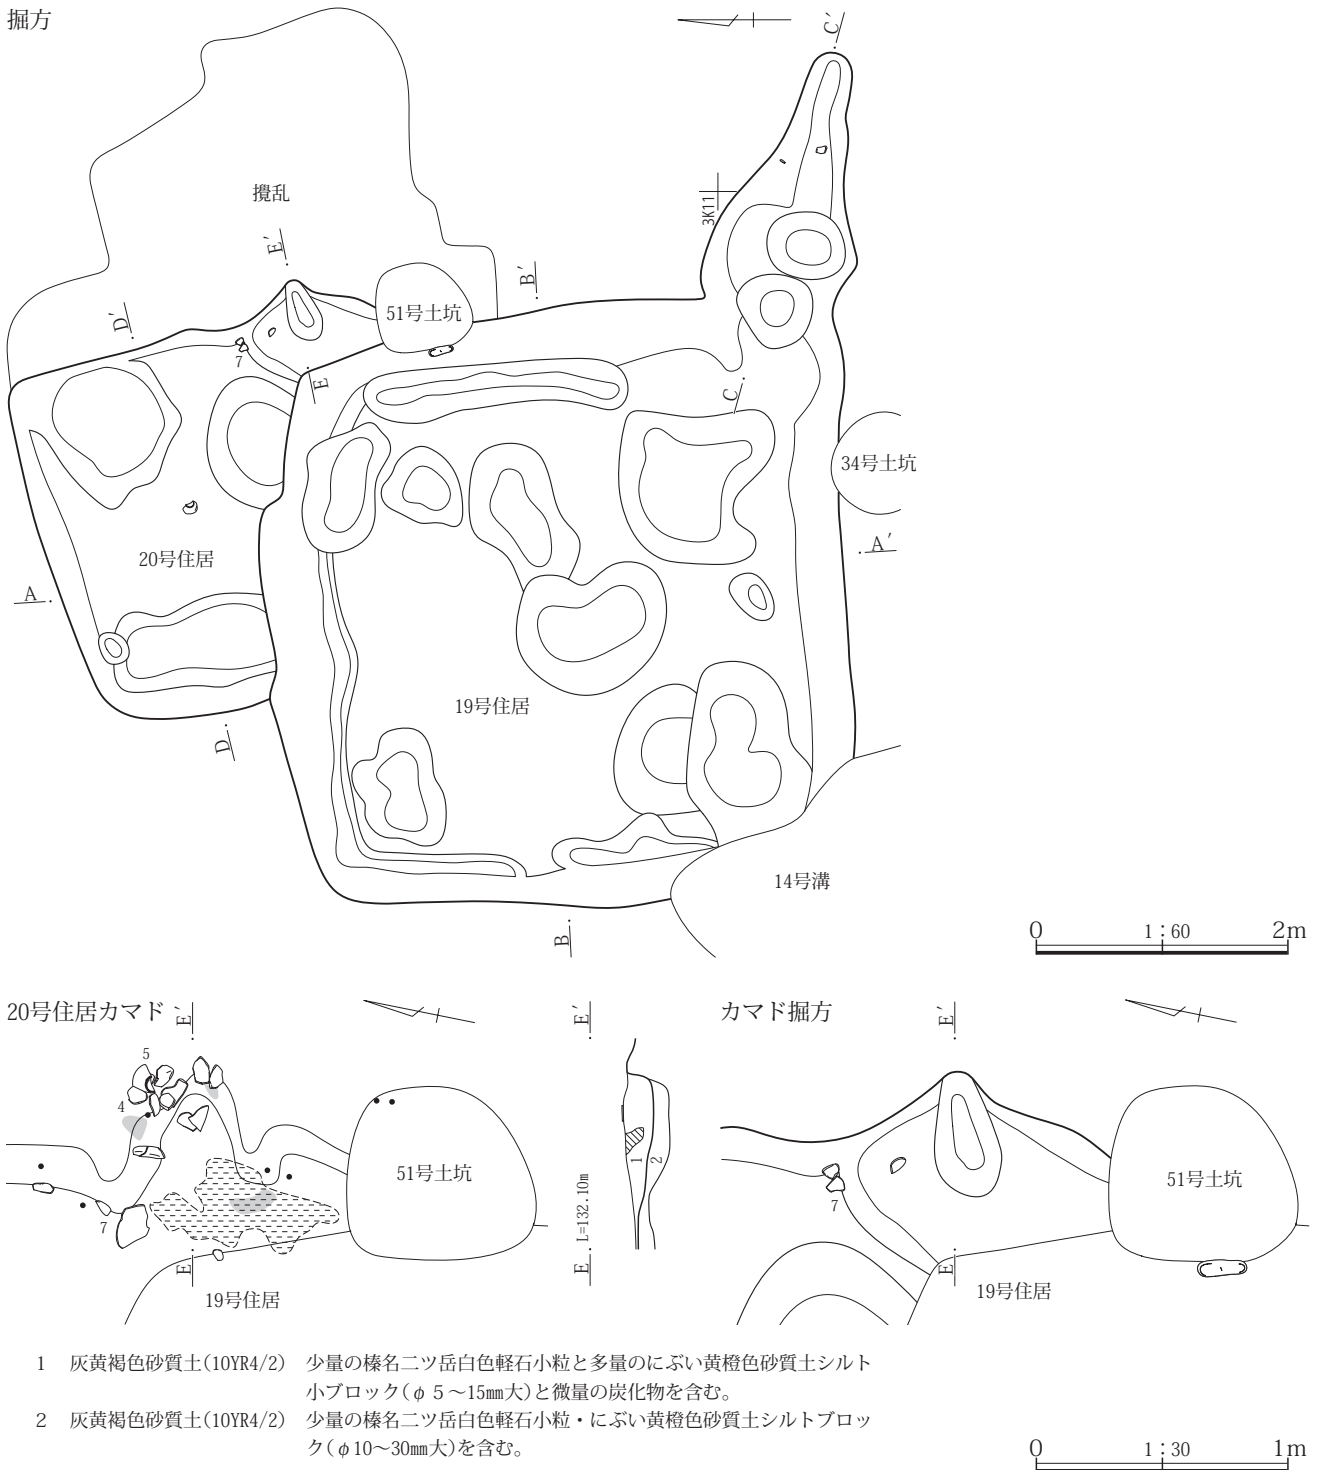 掘方
C′
3K11
攪乱
E′
B′
51号土坑
D′
7
E
C
34号土坑
A′
20号住居
A
19号住居
D
14号溝
B
0 1：60 2m
20号住居カマド
E′
E′
カマド掘方
E′
5
4
51号土坑
7
E
19号住居
1
2
L=132.10m
E
51号土坑
7
E
19号住居
1 灰黄褐色砂質土（10YR4/2） 少量の榛名二ツ岳白色軽石小粒と多量のにぶい黄橙色砂質土シルト
小ブロック（φ５～15㎜大）と微量の炭化物を含む。
2 灰黄褐色砂質土（10YR4/2） 少量の榛名二ツ岳白色軽石小粒・にぶい黄橙色砂質土シルトブロッ
ク（φ10～30㎜大）を含む。
0 1：30 1m